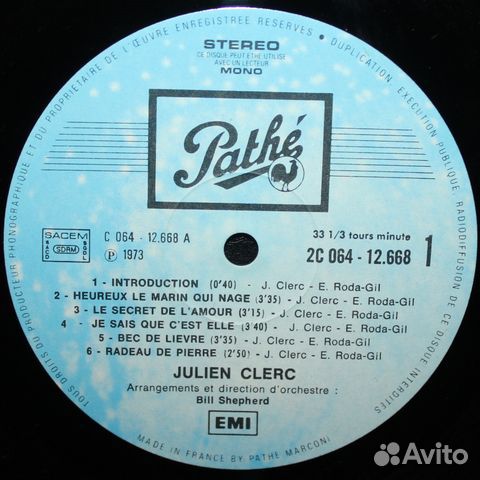 TOUS DROITS DU PRODUCTEUR PHONOGRAPHIQUE ET DU PROPRIETAIRE DE L'ŒUVRE ENREGISTREE RESERVES • DUPLICATION EXECUTION PUBLIQUE RADIODIFFUSION DE CE DISQUE INTERDITES
STEREO
CE DISQUE PEUT ÊTRE UTILISE
AVEC UN LECTEUR
MONO
Pathé
SACEM
SACD
SDRM
SGDL
C 064 - 12.668 A
Ⓟ 1973
33 1/3 tours minute
2C 064 - 12.668
1
1 - INTRODUCTION (0'40) - J. Clerc - E. Roda-Gil
2 - HEUREUX LE MARIN QUI NAGE (3'35) - J. Clerc - E. Roda-Gil
3 - LE SECRET DE L'AMOUR (3'15) - J. Clerc - E. Roda-Gil
4 - JE SAIS QUE C'EST ELLE (3'40) - J. Clerc - E. Roda-Gil
5 - BEC DE LIEVRE (3'35) - J. Clerc - E. Roda-Gil
6 - RADEAU DE PIERRE (2'50) - J. Clerc - E. Roda-Gil
JULIEN CLERC
Arrangements et direction d'orchestre :
Bill Shepherd
EMI
MADE IN FRANCE BY PATHE MARCONI
Avito